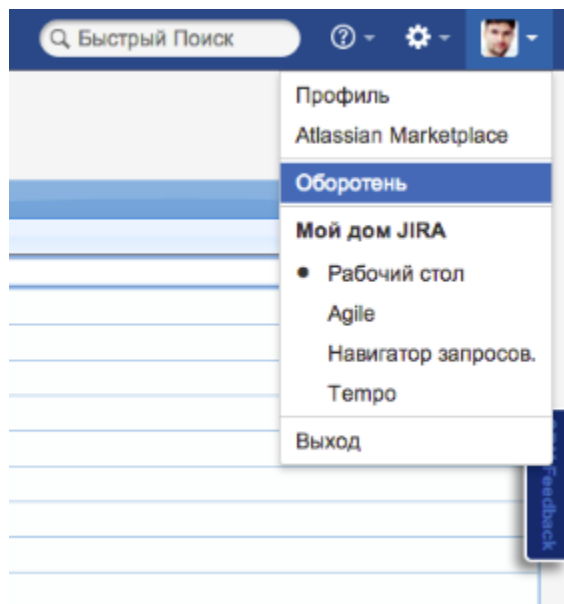 Быстрый Поиск
Профиль
Atlassian Marketplace
Оборотень
Мой дом JIRA
Рабочий стол
Agile
Навигатор запросов.
Tempo
Выход
Feedback